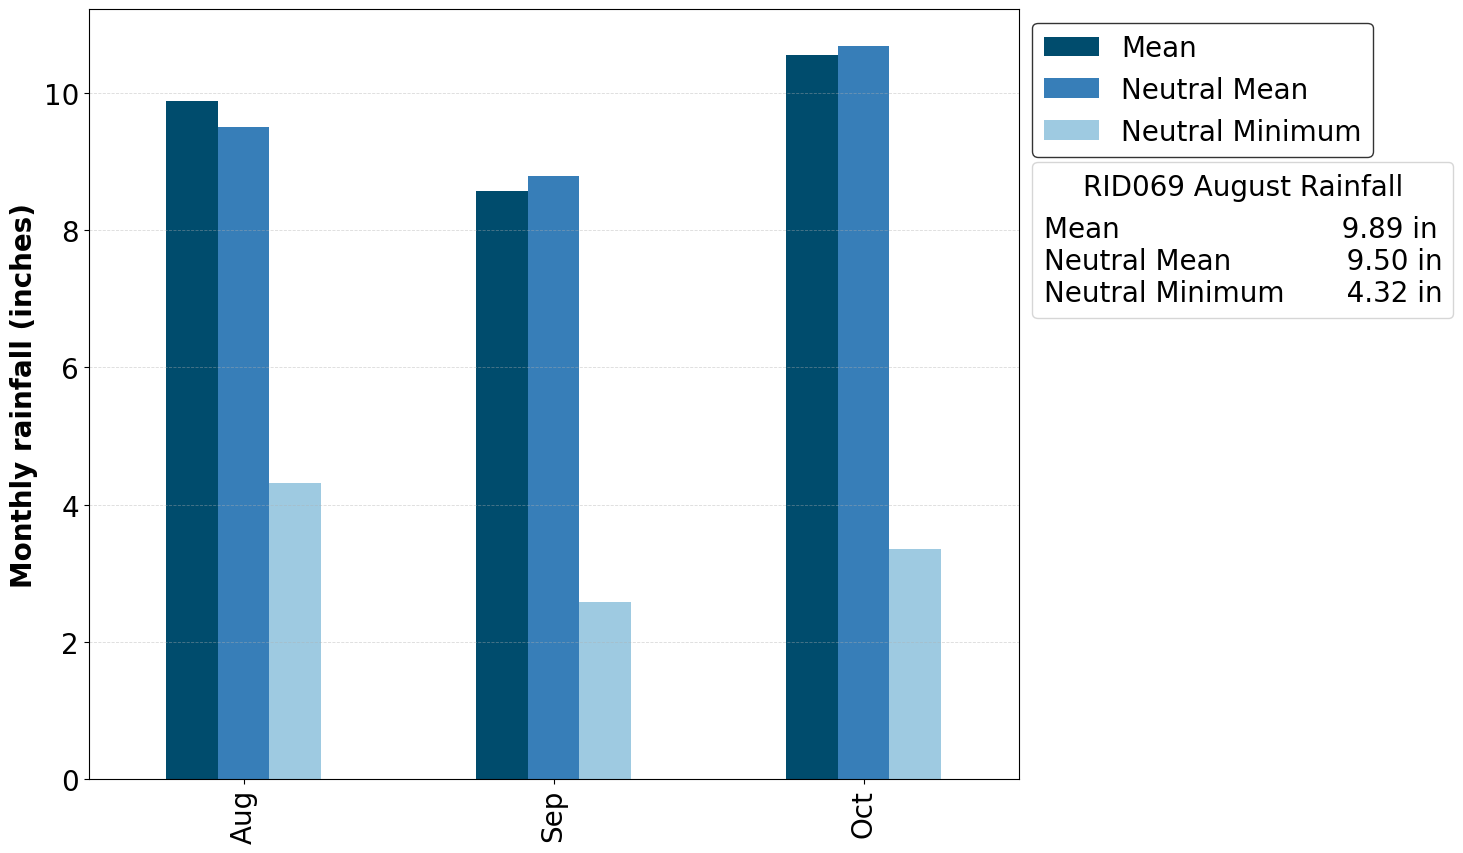 Monthly rainfall (inches)
10
8
6
4
2
0
Aug
Sep
Oct
Mean
Neutral Mean
Neutral Minimum
RID069 August Rainfall
Mean 9.89 in
Neutral Mean 9.50 in
Neutral Minimum 4.32 in